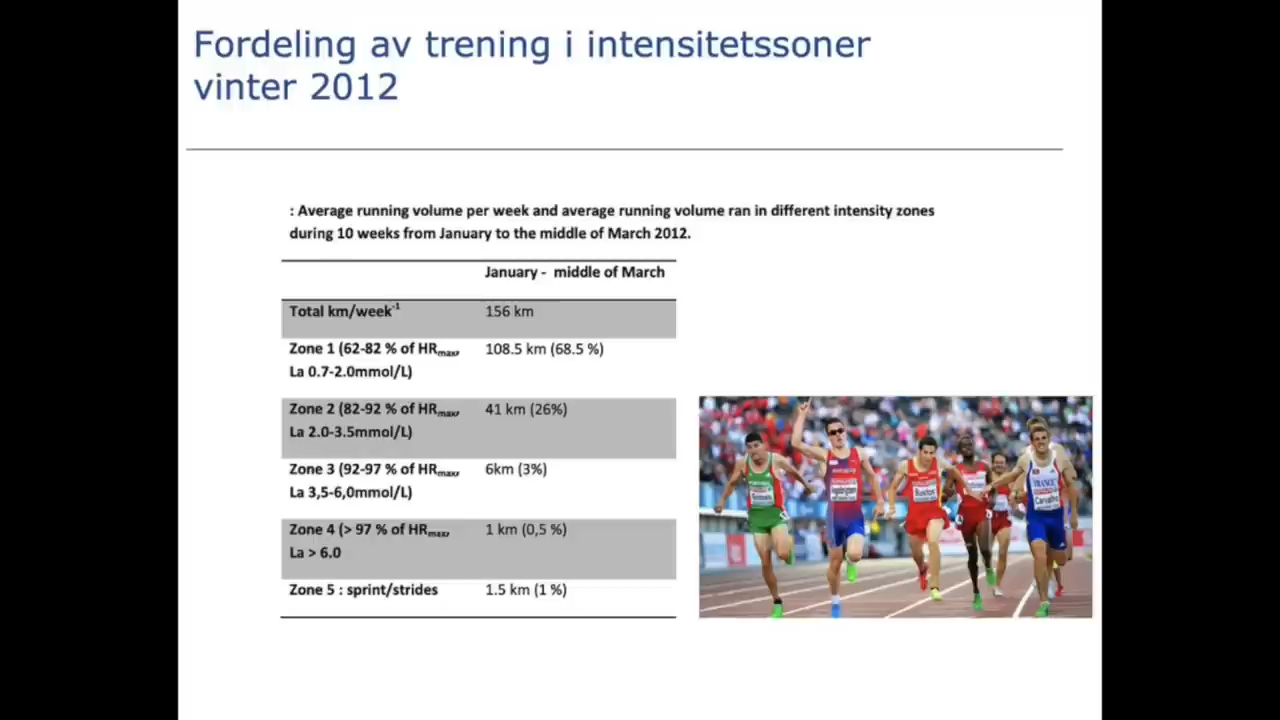 Fordeling av trening i intensitetssoner
vinter 2012
: Average running volume per week and average running volume ran in different intensity zones
during 10 weeks from January to the middle of March 2012.
January - middle of March
Total km/week-1 156 km
Zone 1 (62-82 % of HRmax, 108.5 km (68.5 %)
La 0.7-2.0mmol/L)
Zone 2 (82-92 % of HRmax, 41 km (26%)
La 2.0-3.5mmol/L)
Zone 3 (92-97 % of HRmax, 6km (3%)
La 3,5-6,0mmol/L)
Zone 4 (> 97 % of HRmax, 1 km (0,5 %)
La > 6.0
Zone 5 : sprint/strides 1.5 km (1 %)
FRANCE
Carvalho